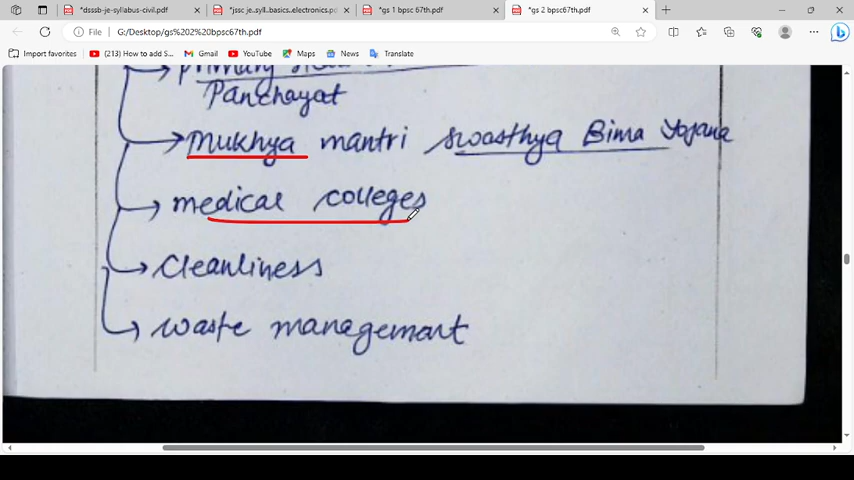 *dsssb-je-syllabus-civil.pdf
*jssc je.syll..basics..electronics.pd
*gs 1 bpsc 67th.pdf
*gs 2 bpsc67th.pdf
G:/Desktop/gs%202%20bpsc67th.pdf
Import favorites
(213) How to add S...
Gmail
YouTube
Maps
News
Translate
Primary
Panchayat
Mukhya mantri swasthya Bima Yojana
medical colleges
Cleanliness
waste managemant